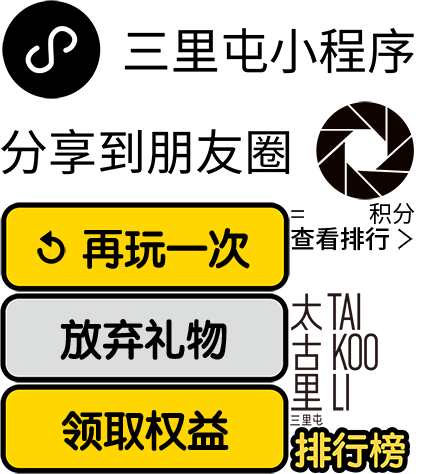 三里屯小程序
分享到朋友圈
= 积分
再玩一次
查看排行
放弃礼物
太古里
TAI
KOO
LI
三里屯
领取权益
排行榜